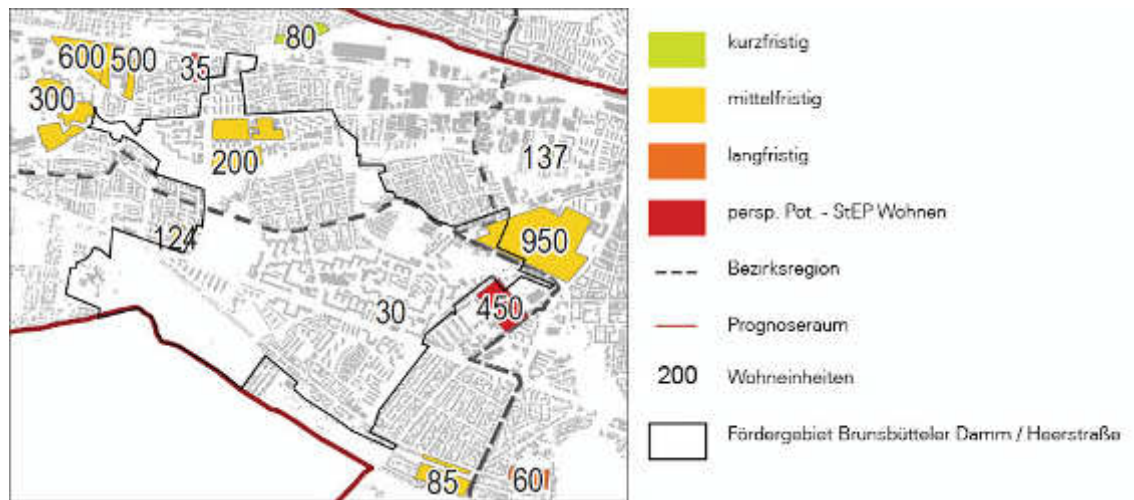 80
600
500
35
300
200
137
124
950
30
450
85
60
kurzfristig
mittelfristig
langfristig
persp. Pot. - StEP Wohnen
Bezirksregion
Prognoseraum
200 Wohneinheiten
Fördergebiet Brunsbütteler Damm / Heerstraße